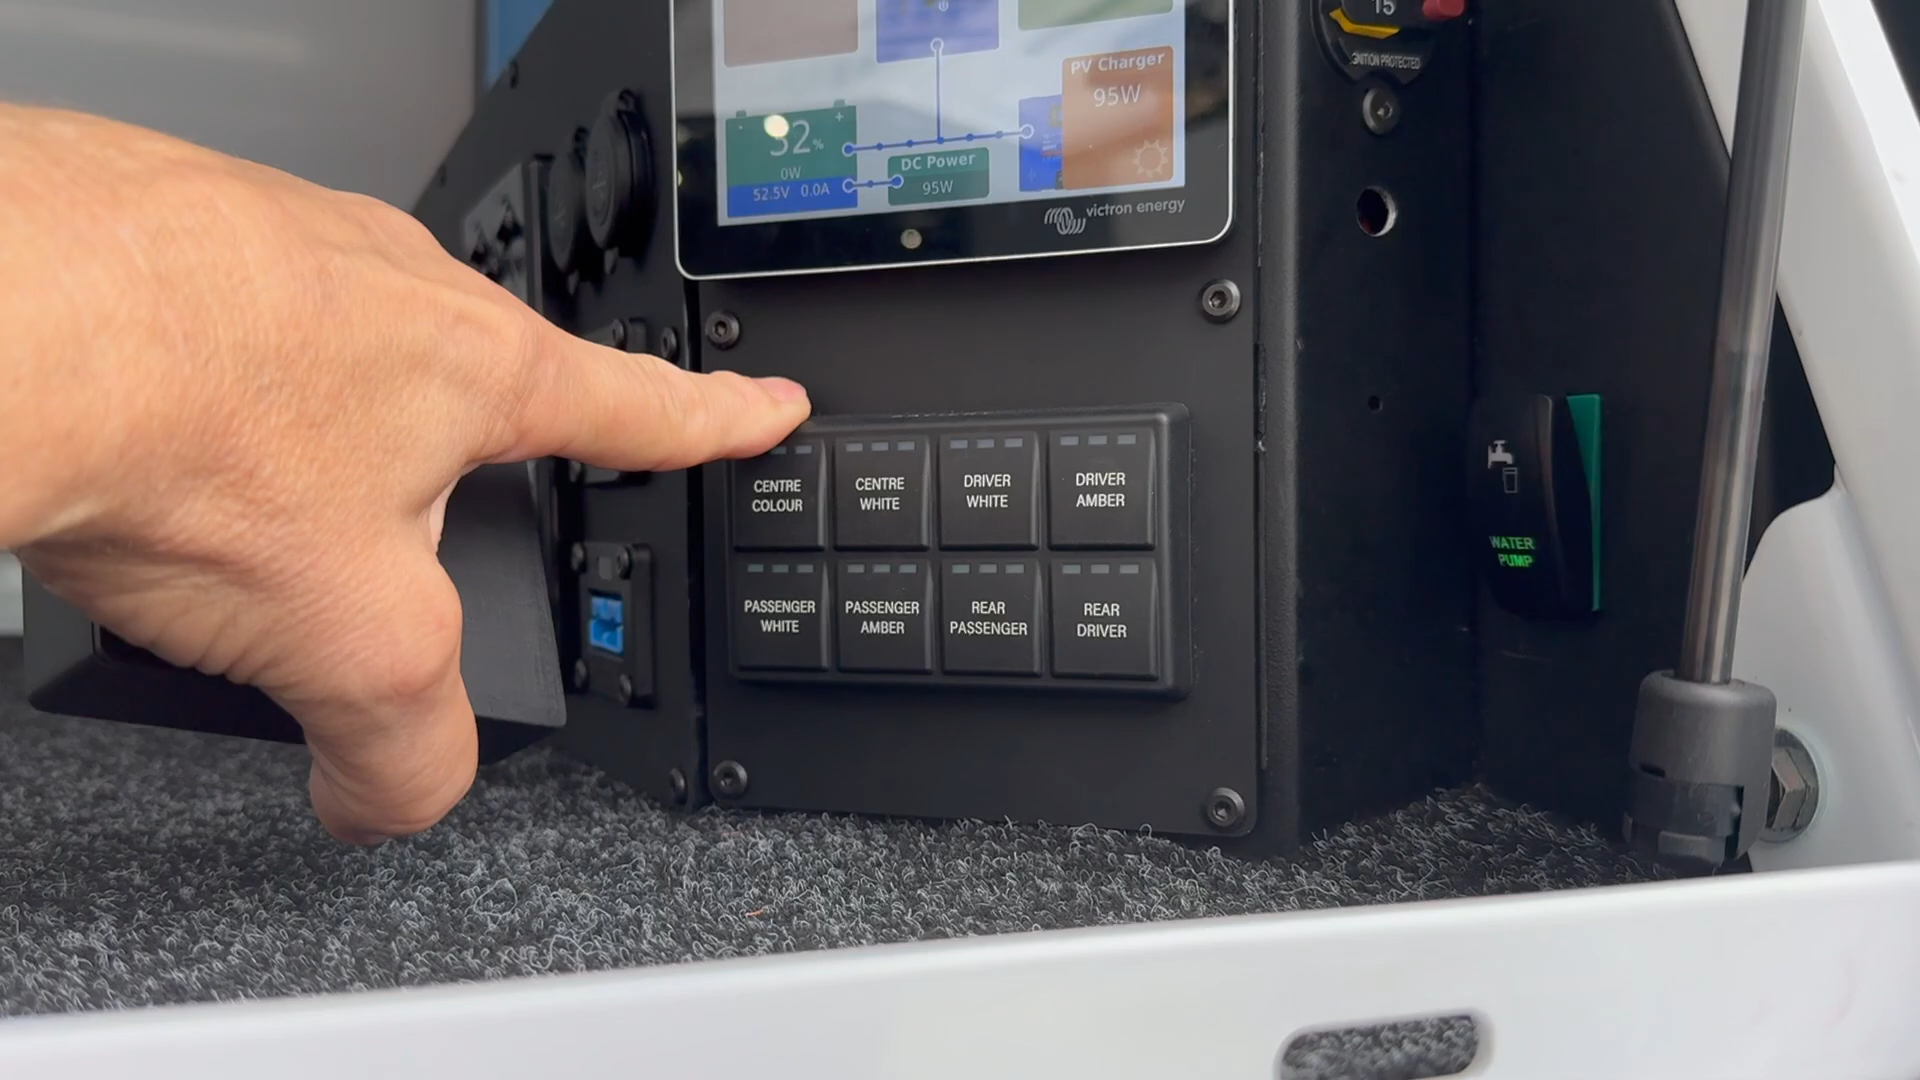 15
IGNITION PROTECTED
PV Charger
95W
32%
0W
52.5V 0.0A
DC Power
95W
victron energy
CENTRE
COLOUR
CENTRE
WHITE
DRIVER
WHITE
DRIVER
AMBER
PASSENGER
WHITE
PASSENGER
AMBER
REAR
PASSENGER
REAR
DRIVER
WATER
PUMP